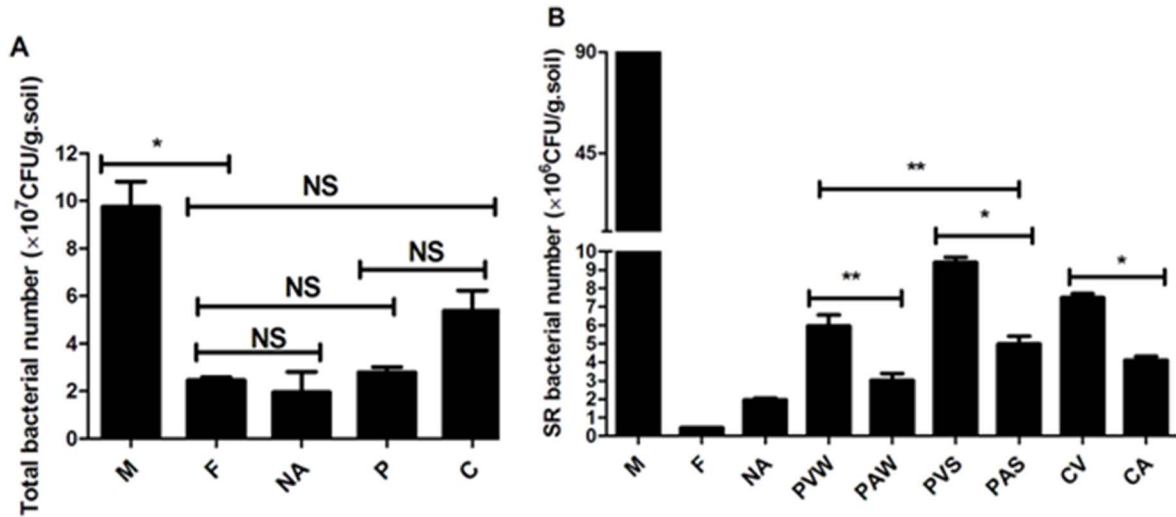 A
Total bacterial number (×10⁷CFU/g.soil)
12
10
8
6
4
2
0
*
NS
NS
NS
NS
M F NA P C
B
SR bacterial number (×10⁶CFU/g.soil)
90
45
10
9
8
7
6
5
4
3
2
1
0
**
*
**
*
M F NA PVW PAW PVS PAS CV CA